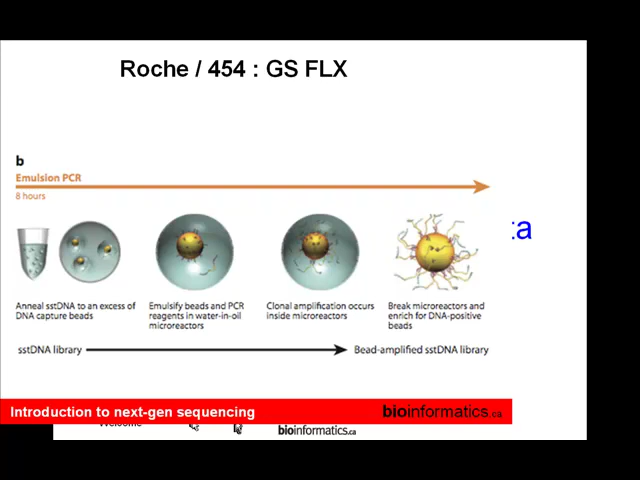 Roche / 454 : GS FLX
b
Emulsion PCR
8 hours
ta
Anneal sstDNA to an excess of
DNA capture beads
Emulsify beads and PCR
reagents in water-in-oil
microreactors
Clonal amplification occurs
inside microreactors
Break microreactors and
enrich for DNA-positive
beads
sstDNA library
Bead-amplified sstDNA library
Introduction to next-gen sequencing
bioinformatics.ca
Welcome
bioinformatics.ca